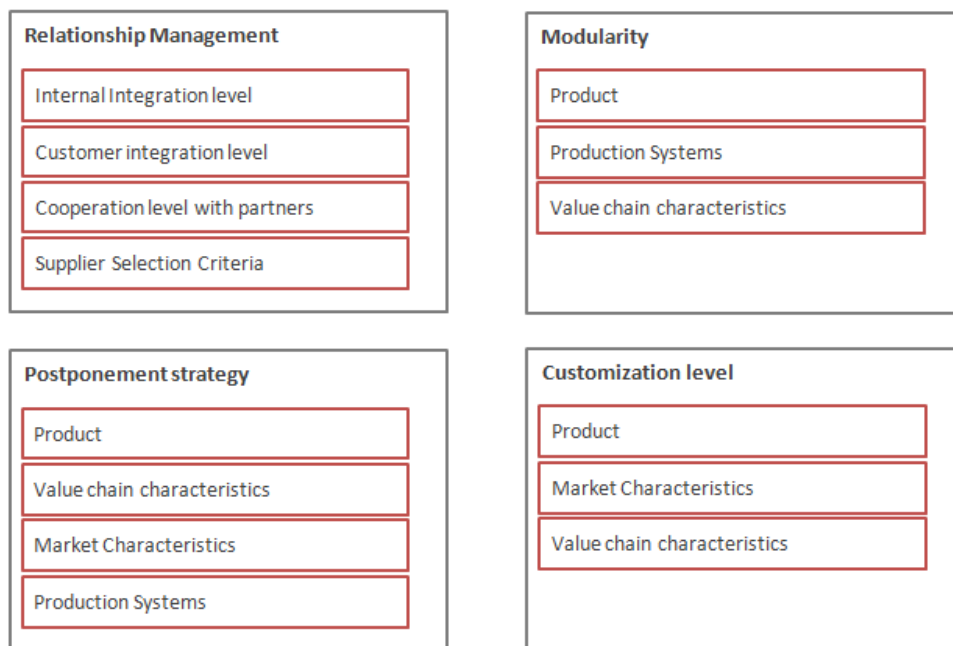 Relationship Management
Internal Integration level
Customer integration level
Cooperation level with partners
Supplier Selection Criteria
Modularity
Product
Production Systems
Value chain characteristics
Postponement strategy
Product
Value chain characteristics
Market Characteristics
Production Systems
Customization level
Product
Market Characteristics
Value chain characteristics